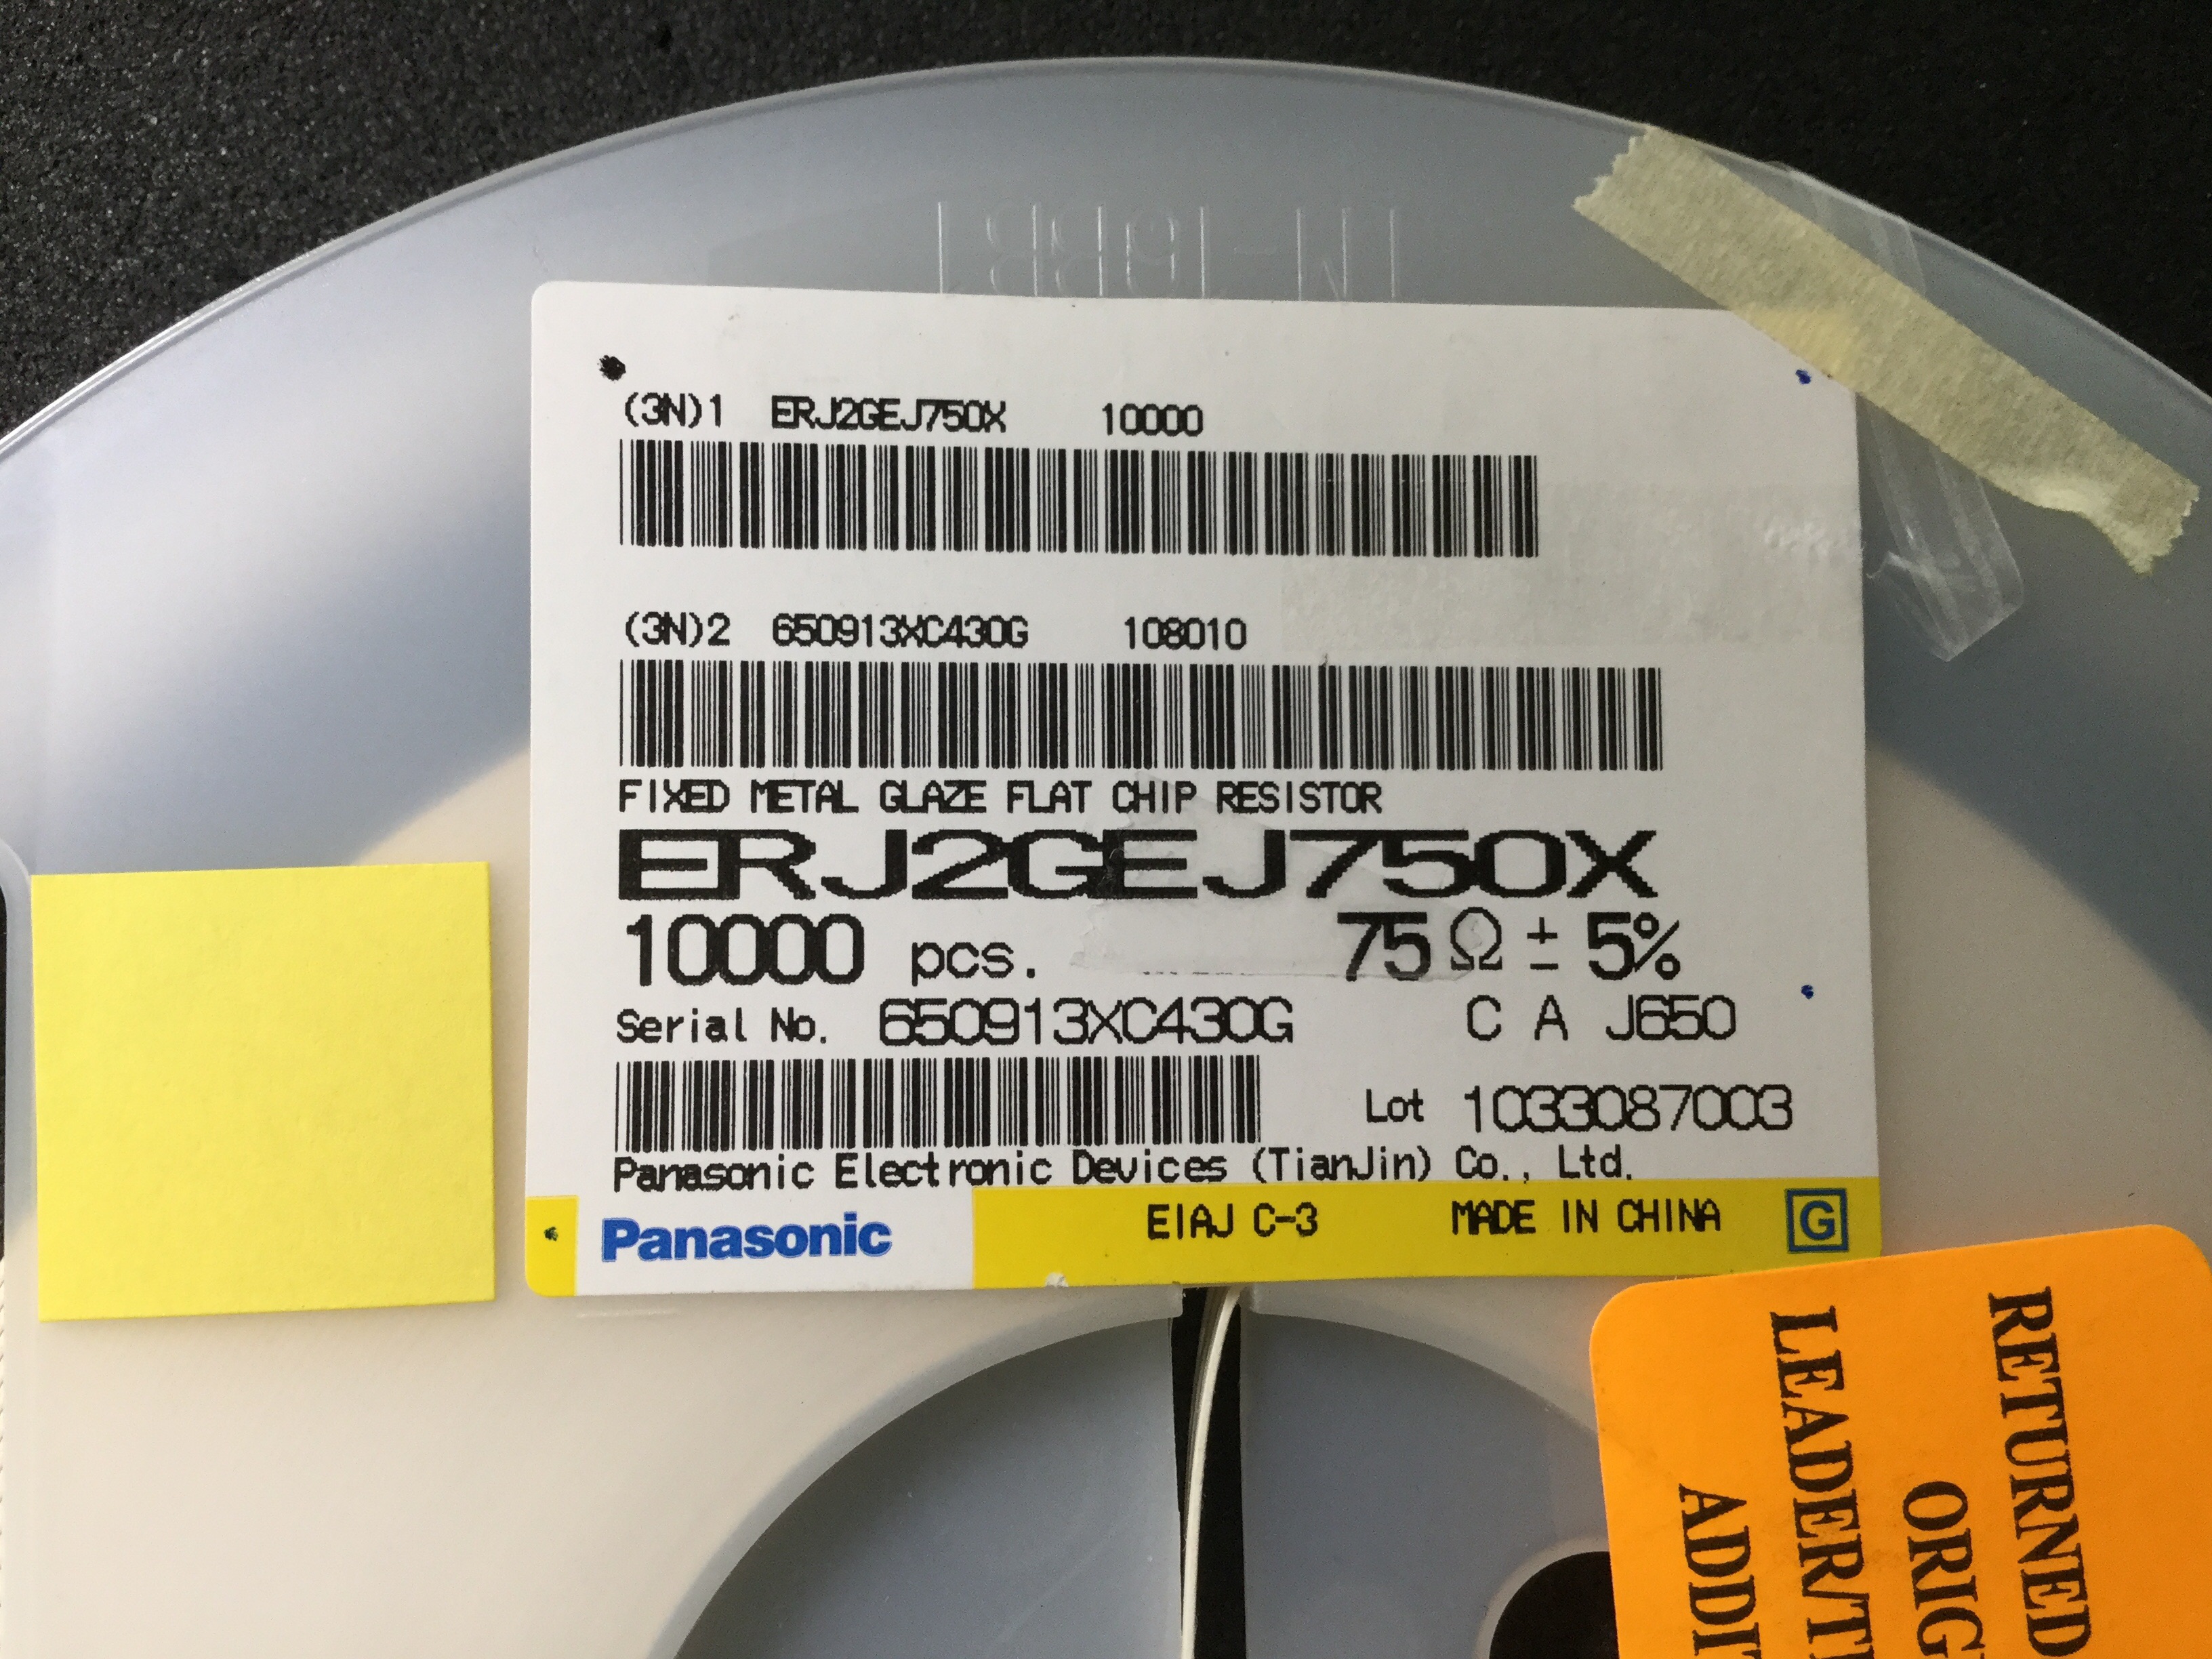 (3N)1 ERJ2GEJ750X 10000
(3N)2 650913XC430G 108010
FIXED METAL GLAZE FLAT CHIP RESISTOR
ERJ2GEJ750X
10000 pcs. 75 Ω ± 5%
Serial No. 650913XC430G C A J650
Lot 1033087003
Panasonic Electronic Devices (TianJin) Co., Ltd.
Panasonic EIAJ C-3 MADE IN CHINA G
RETURNED
ORIG
LEADER/T
ADDI